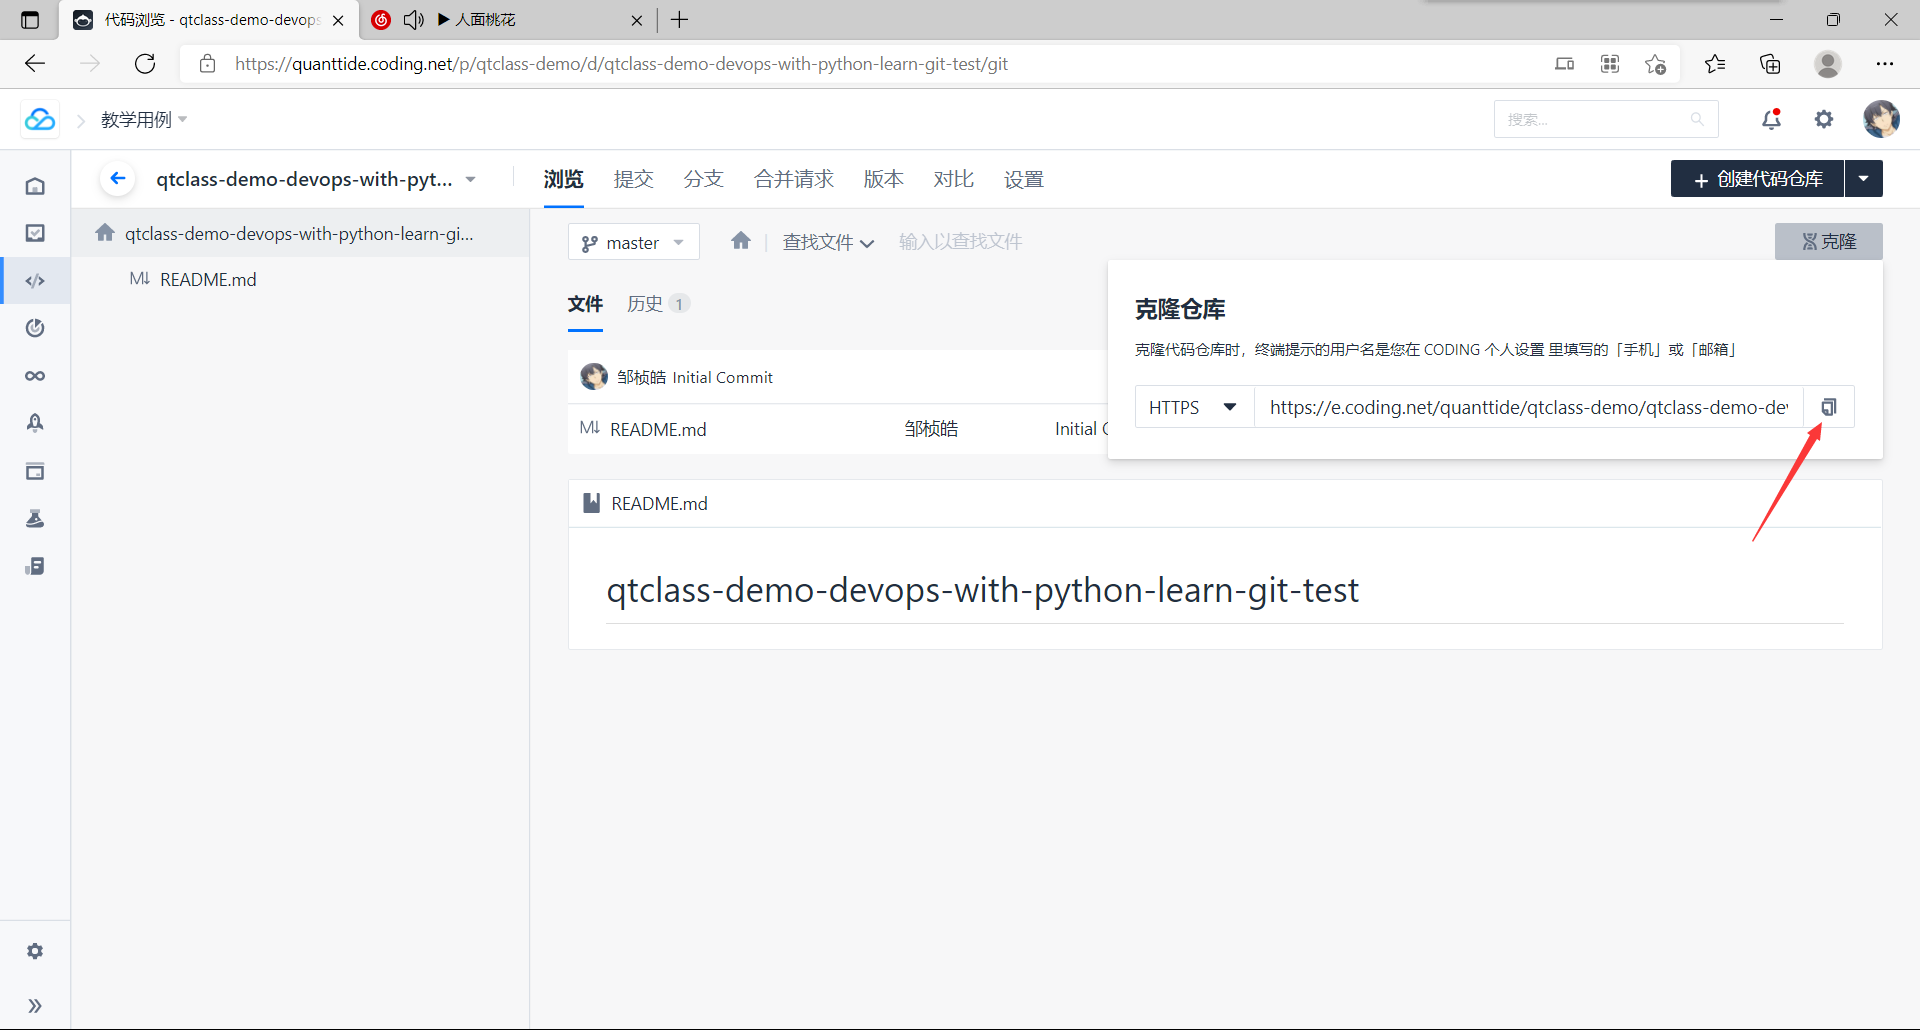 代码浏览 - qtclass-demo-devops
人面桃花
https://quanttide.coding.net/p/qtclass-demo/d/qtclass-demo-devops-with-python-learn-git-test/git
教学用例
搜索...
qtclass-demo-devops-with-pyt...
浏览 提交 分支 合并请求 版本 对比 设置
+ 创建代码仓库
qtclass-demo-devops-with-python-learn-gi...
M↓ README.md
master
查找文件
输入以查找文件
克隆
文件
历史 1
克隆仓库
克隆代码仓库时，终端提示的用户名是您在 CODING 个人设置 里填写的「手机」或「邮箱」
HTTPS
https://e.coding.net/quanttide/qtclass-demo/qtclass-demo-dev
邹桢皓 Initial Commit
M↓ README.md 邹桢皓 Initial C
README.md
qtclass-demo-devops-with-python-learn-git-test